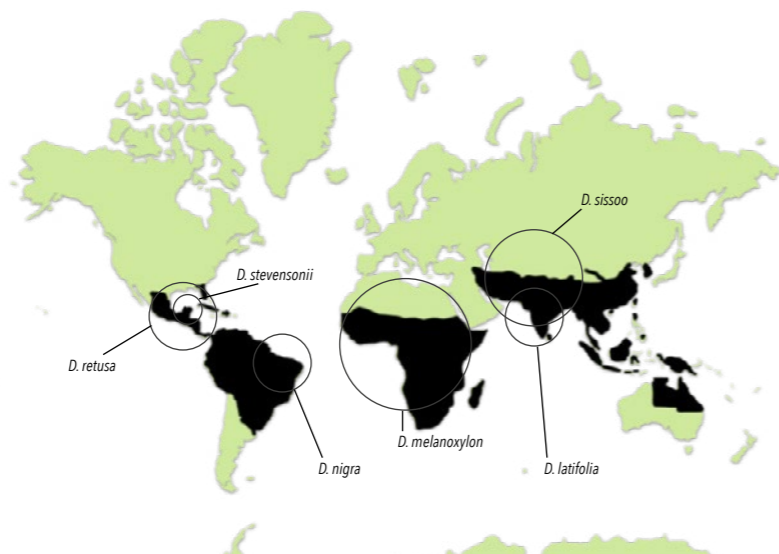 D. sissoo
D. stevensonii
D. retusa
D. melanoxylon
D. nigra
D. latifolia